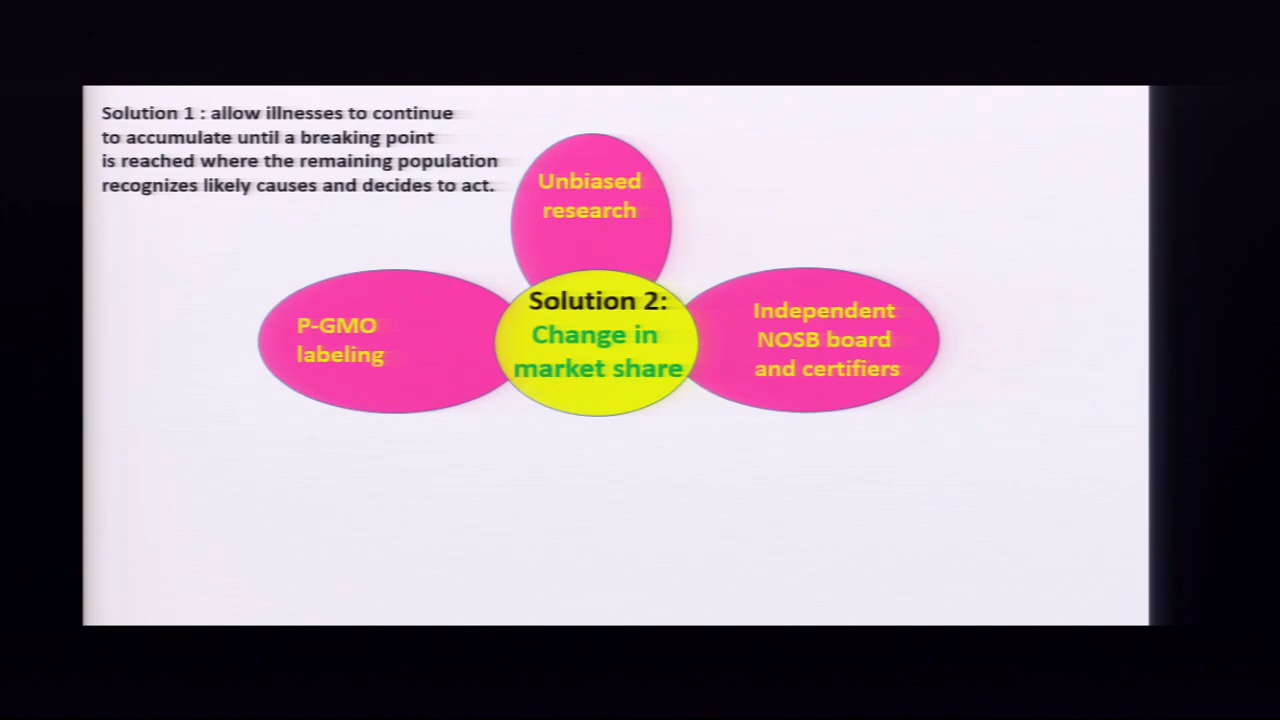 Solution 1 : allow illnesses to continue
to accumulate until a breaking point
is reached where the remaining population
recognizes likely causes and decides to act.
Unbiased
research
P-GMO
labeling
Solution 2:
Change in
market share
Independent
NOSB board
and certifiers